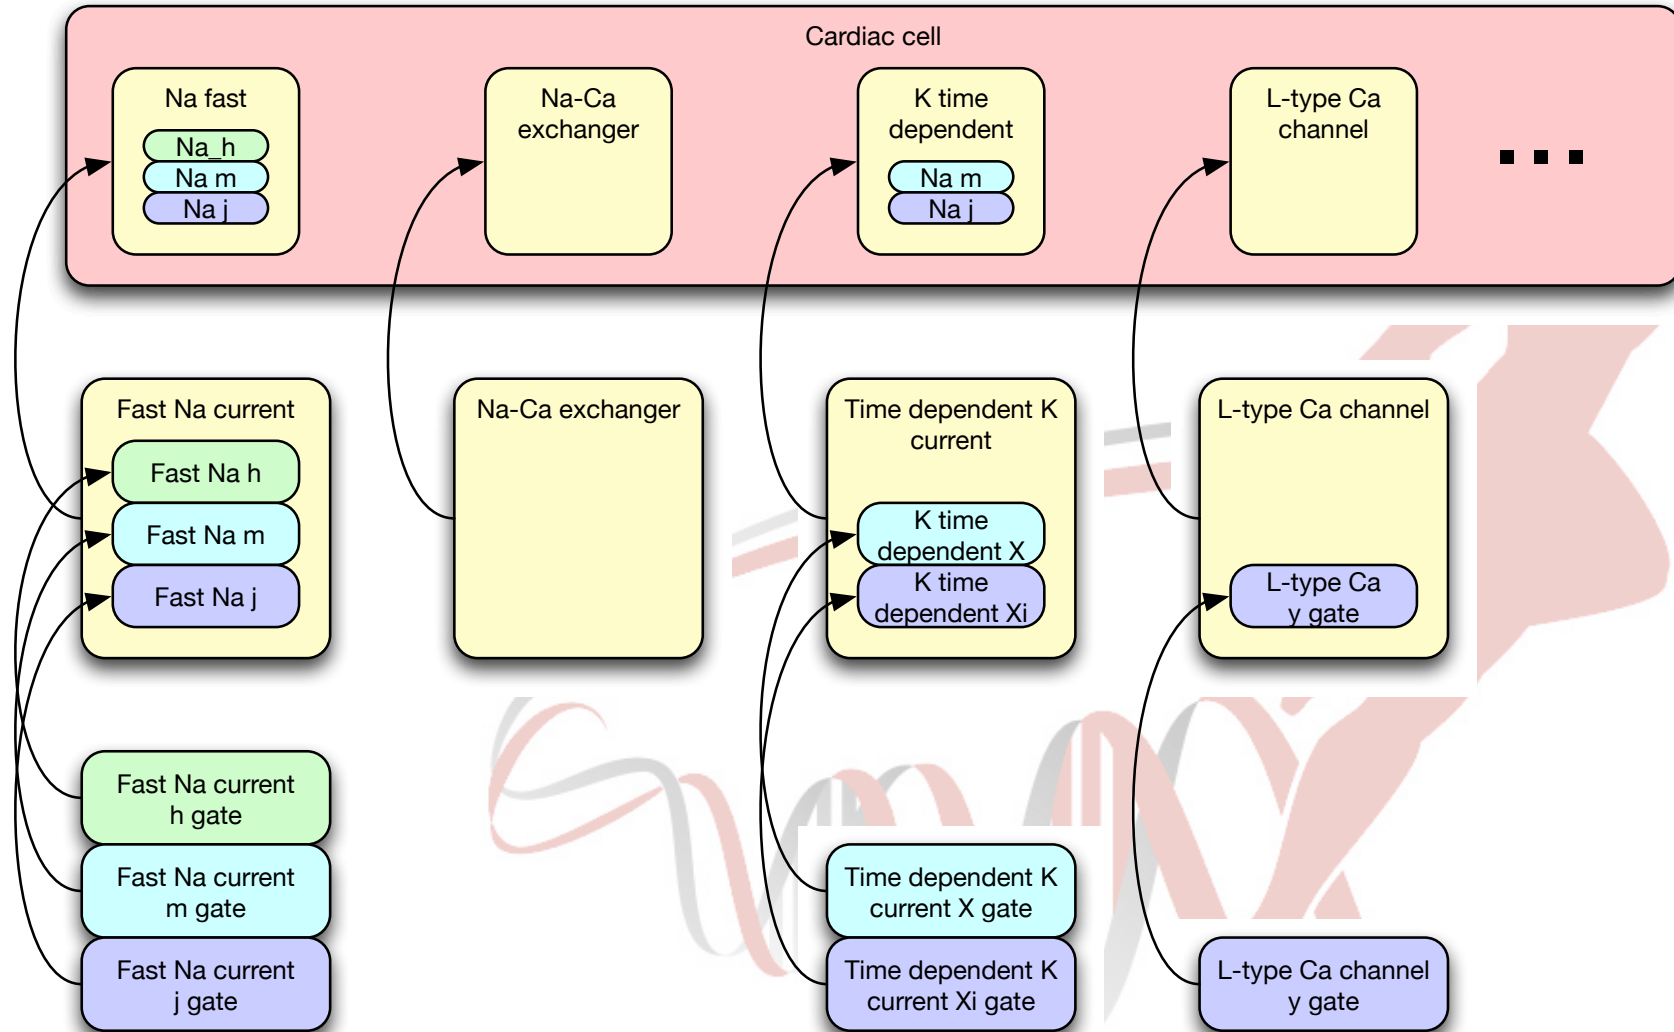 Cardiac cell
Na fast
Na_h
Na m
Na j
Na-Ca
exchanger
K time
dependent
Na m
Na j
L-type Ca
channel
Fast Na current
Fast Na h
Fast Na m
Fast Na j
Na-Ca exchanger
Time dependent K
current
K time
dependent X
K time
dependent Xi
L-type Ca channel
L-type Ca
y gate
Fast Na current
h gate
Fast Na current
m gate
Fast Na current
j gate
Time dependent K
current X gate
Time dependent K
current Xi gate
L-type Ca channel
y gate